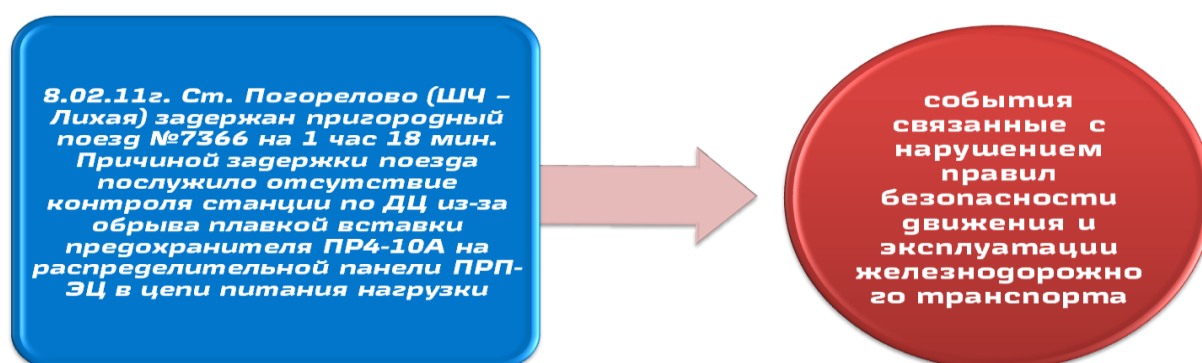 8.02.11г. Ст. Погорелово (ШЧ –
Лихая) задержан пригородный
поезд №7366 на 1 час 18 мин.
Причиной задержки поезда
послужило отсутствие
контроля станции по ДЦ из-за
обрыва плавкой вставки
предохранителя ПР4-10А на
распределительной панели ПРП-
ЭЦ в цепи питания нагрузки
события
связанные с
нарушением
правил
безопасности
движения и
эксплуатации
железнодорожно
го транспорта